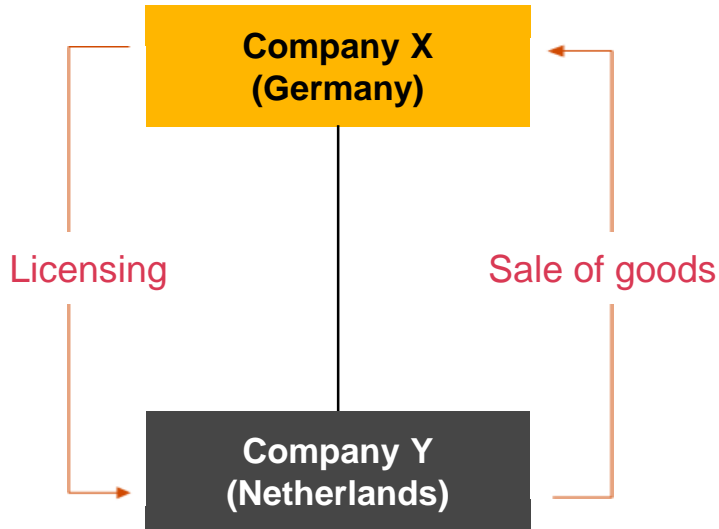 Company X
(Germany)
Licensing
Sale of goods
Company Y
(Netherlands)